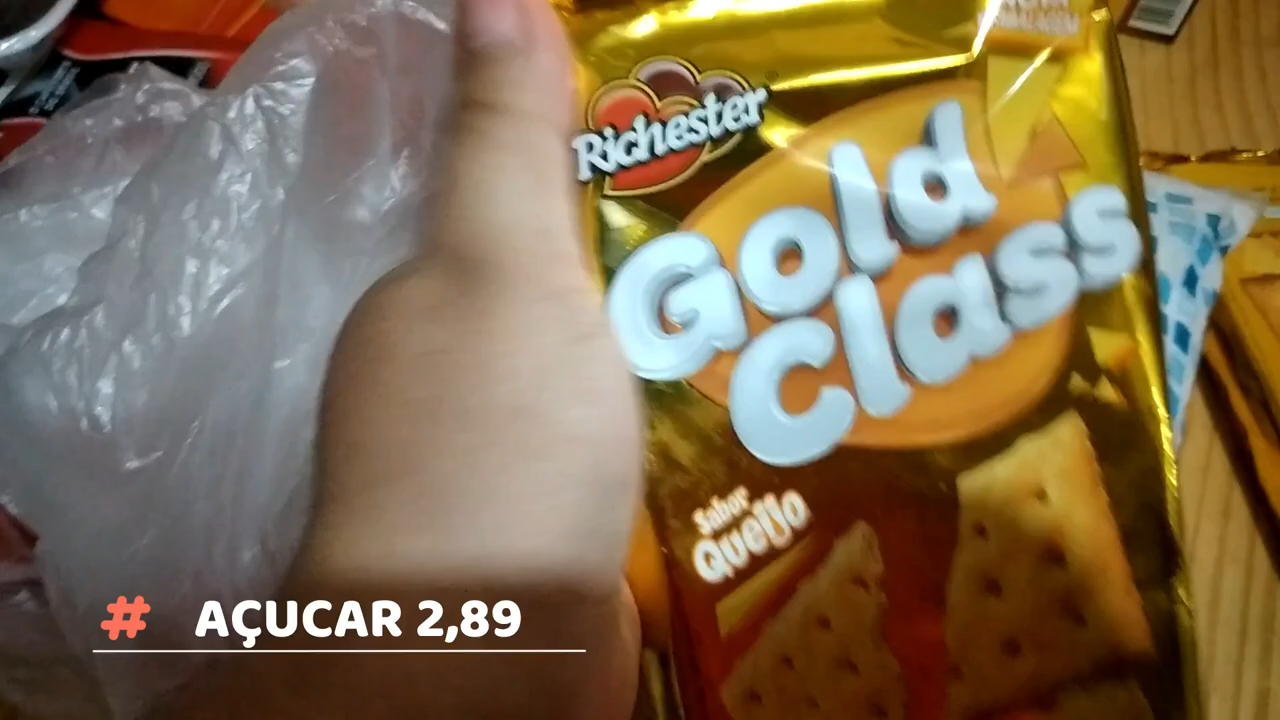 Richester
Gold
Class
Sabor
Queijo
# AÇUCAR 2,89